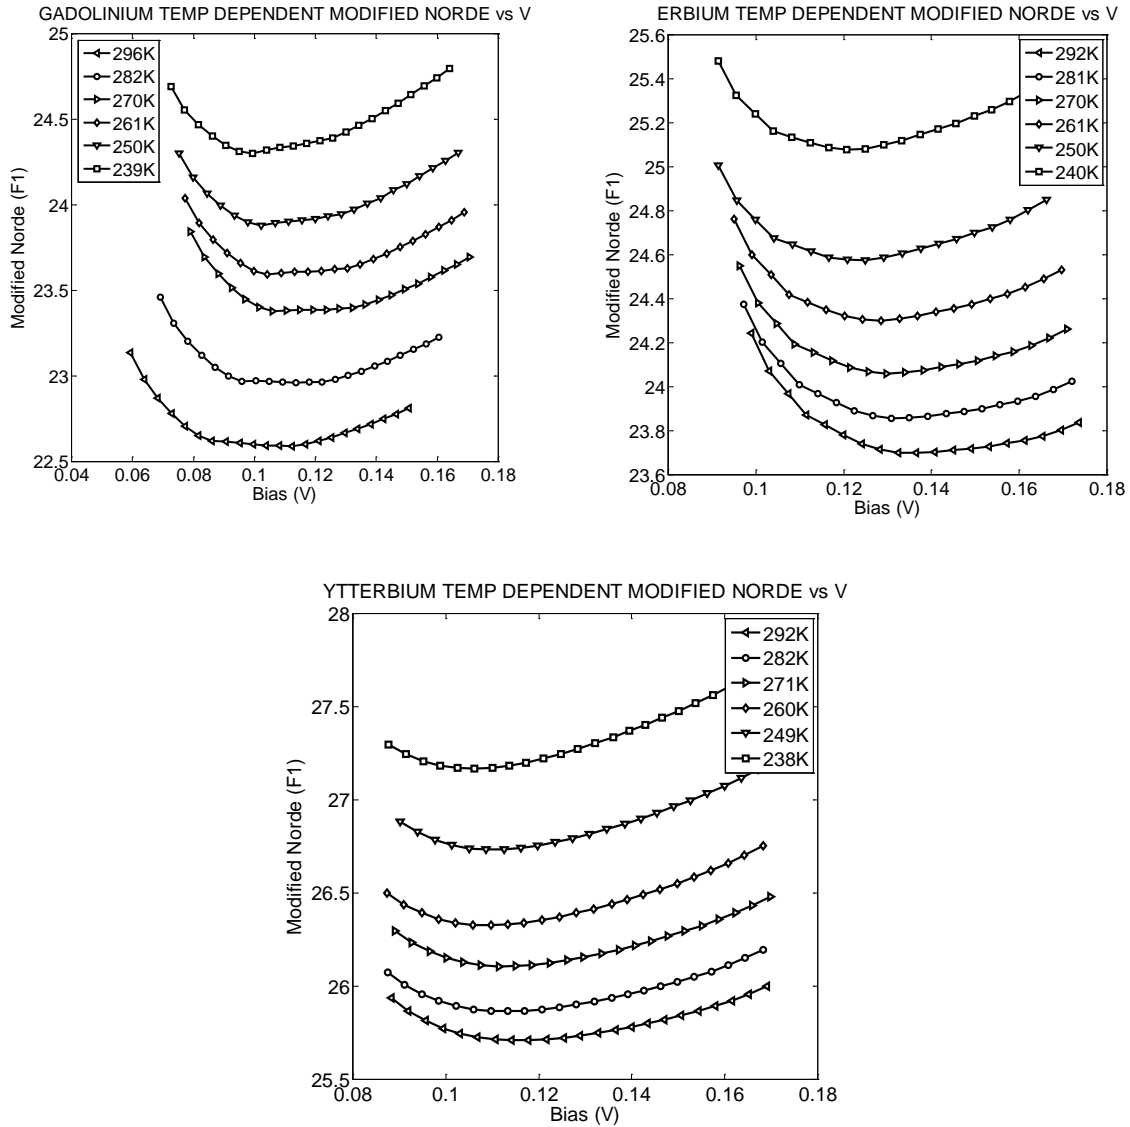 GADOLINIUM TEMP DEPENDENT MODIFIED NORDE vs V
25
24.5
24
23.5
23
22.5
Modified Norde (F1)
296K
282K
270K
261K
250K
239K
0.04 0.06 0.08 0.1 0.12 0.14 0.16 0.18
Bias (V)
ERBIUM TEMP DEPENDENT MODIFIED NORDE vs V
25.6
25.4
25.2
25
24.8
24.6
24.4
24.2
24
23.8
23.6
Modified Norde (F1)
292K
281K
270K
261K
250K
240K
0.08 0.1 0.12 0.14 0.16 0.18
Bias (V)
YTTERBIUM TEMP DEPENDENT MODIFIED NORDE vs V
28
27.5
27
26.5
26
25.5
Modified Norde (F1)
292K
282K
271K
260K
249K
238K
0.08 0.1 0.12 0.14 0.16 0.18
Bias (V)